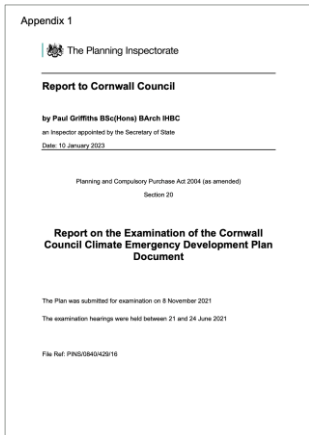 Appendix 1
The Planning Inspectorate
Report to Cornwall Council
by Paul Griffiths BSc(Hons) BArch IHBC
an Inspector appointed by the Secretary of State
Date: 10 January 2023
Planning and Compulsory Purchase Act 2004 (as amended)
Section 20
Report on the Examination of the Cornwall
Council Climate Emergency Development Plan
Document
The Plan was submitted for examination on 8 November 2021
The examination hearings were held between 21 and 24 June 2021
File Ref: PINS/0840/429/16